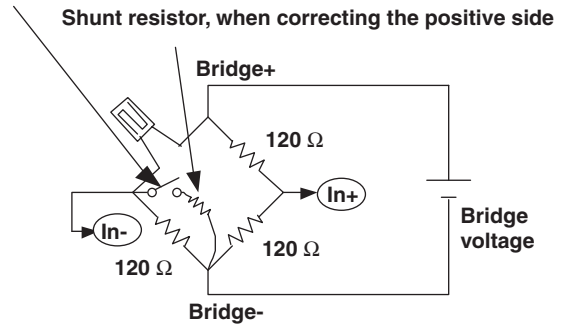 Shunt resistor, when correcting the positive side
Bridge+
120 Ω
In+
Bridge
voltage
In-
120 Ω
120 Ω
Bridge-